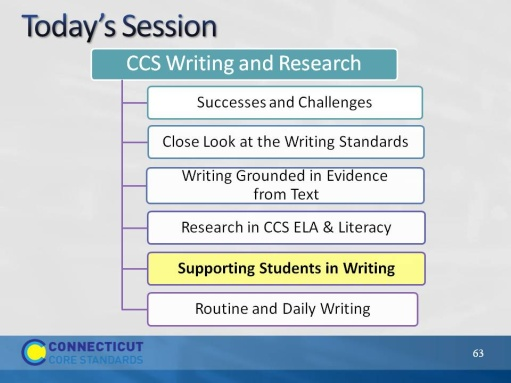 Today's Session
CCS Writing and Research
Successes and Challenges
Close Look at the Writing Standards
Writing Grounded in Evidence
from Text
Research in CCS ELA & Literacy
Supporting Students in Writing
Routine and Daily Writing
CONNECTICUT
CORE STANDARDS
63